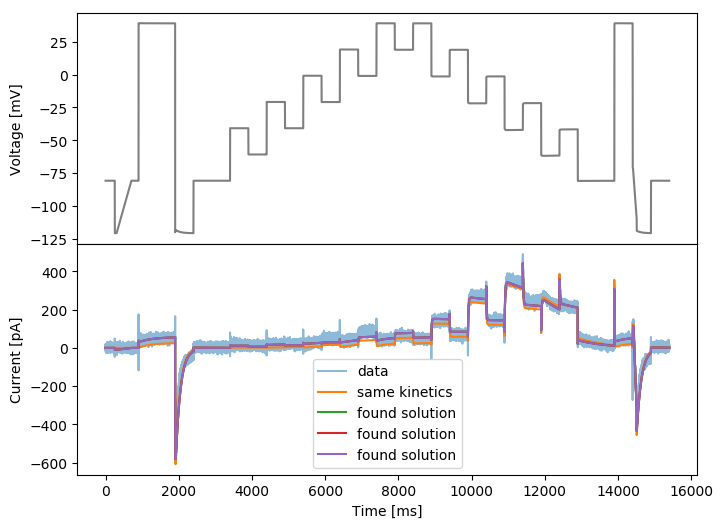 25
0
−25
−50
−75
−100
−125
Voltage [mV]
400
200
0
−200
−400
−600
Current [pA]
data
same kinetics
found solution
found solution
found solution
0 2000 4000 6000 8000 10000 12000 14000 16000
Time [ms]